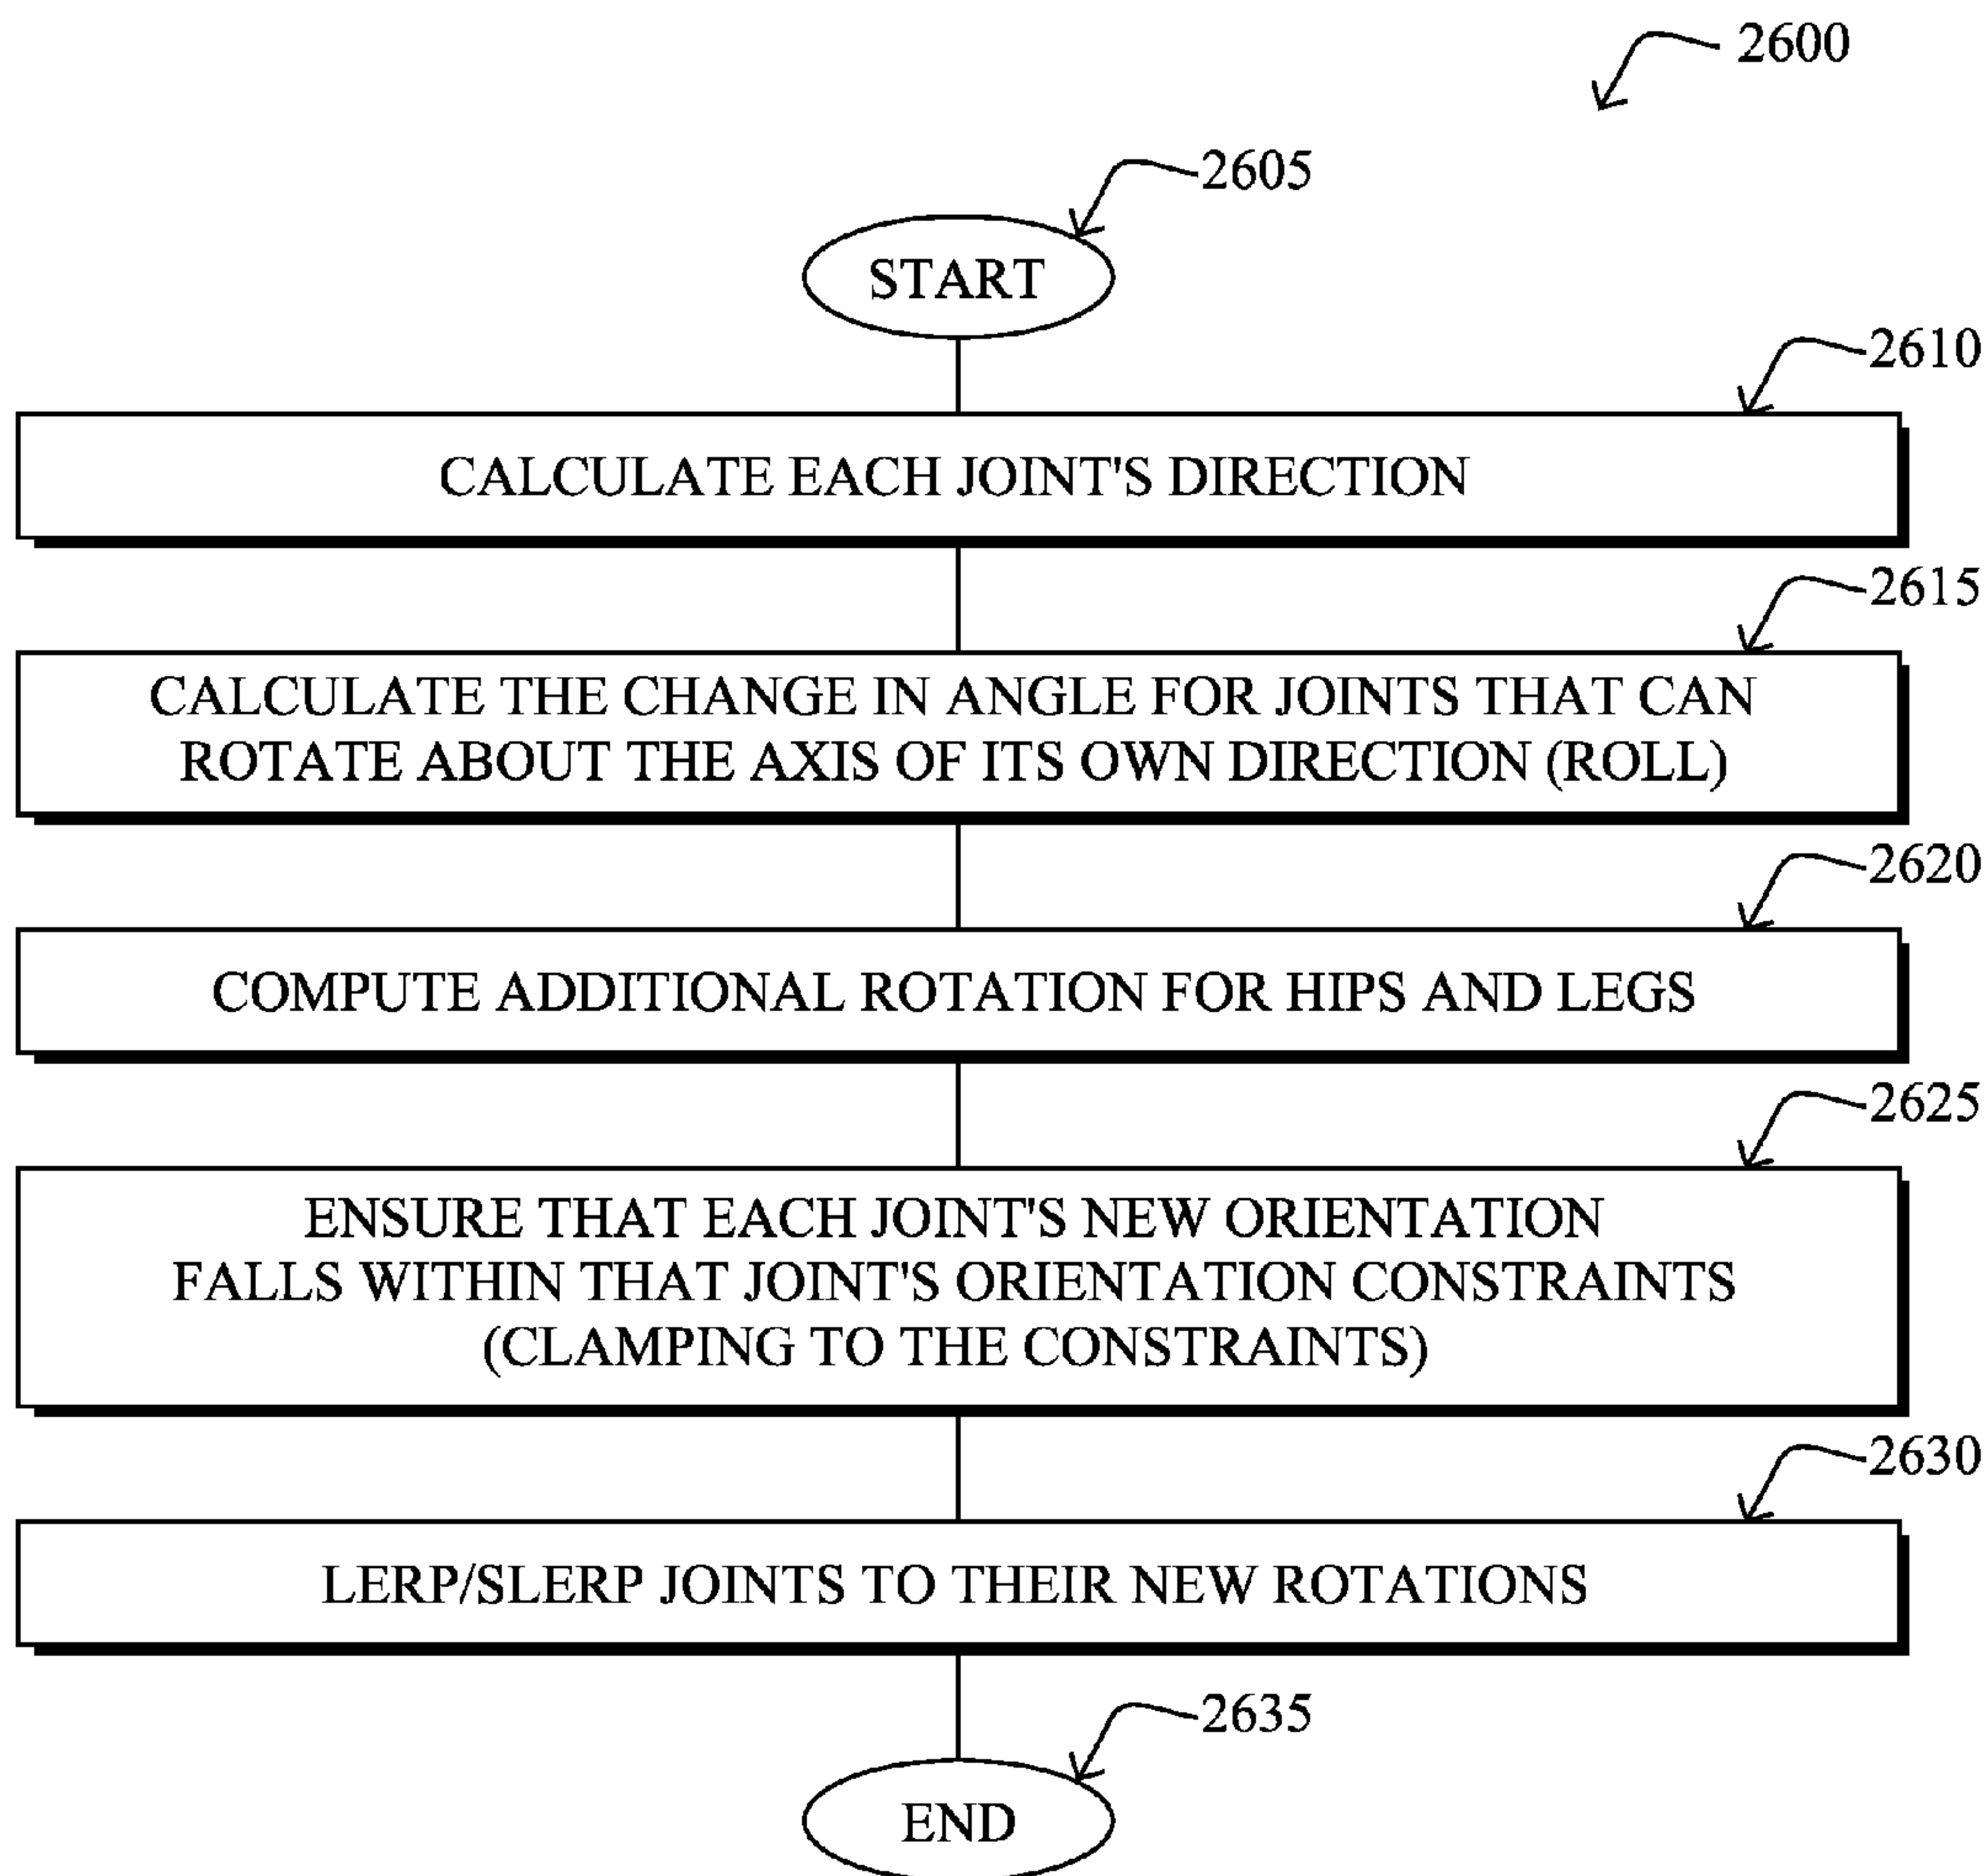 2600
2605
START
2610
CALCULATE EACH JOINT'S DIRECTION
2615
CALCULATE THE CHANGE IN ANGLE FOR JOINTS THAT CAN
ROTATE ABOUT THE AXIS OF ITS OWN DIRECTION (ROLL)
2620
COMPUTE ADDITIONAL ROTATION FOR HIPS AND LEGS
2625
ENSURE THAT EACH JOINT'S NEW ORIENTATION
FALLS WITHIN THAT JOINT'S ORIENTATION CONSTRAINTS
(CLAMPING TO THE CONSTRAINTS)
2630
LERP/SLERP JOINTS TO THEIR NEW ROTATIONS
2635
END